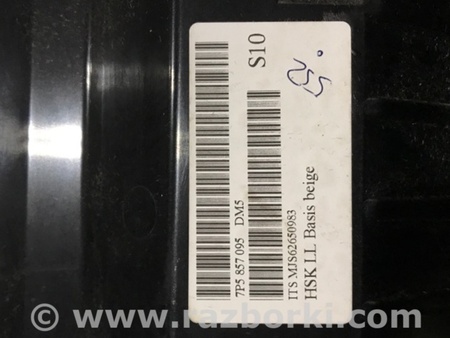 S10
7P5 857 095 DM5
ITS MJS62650983
HSK LL Basis beige
© www.razborki.com